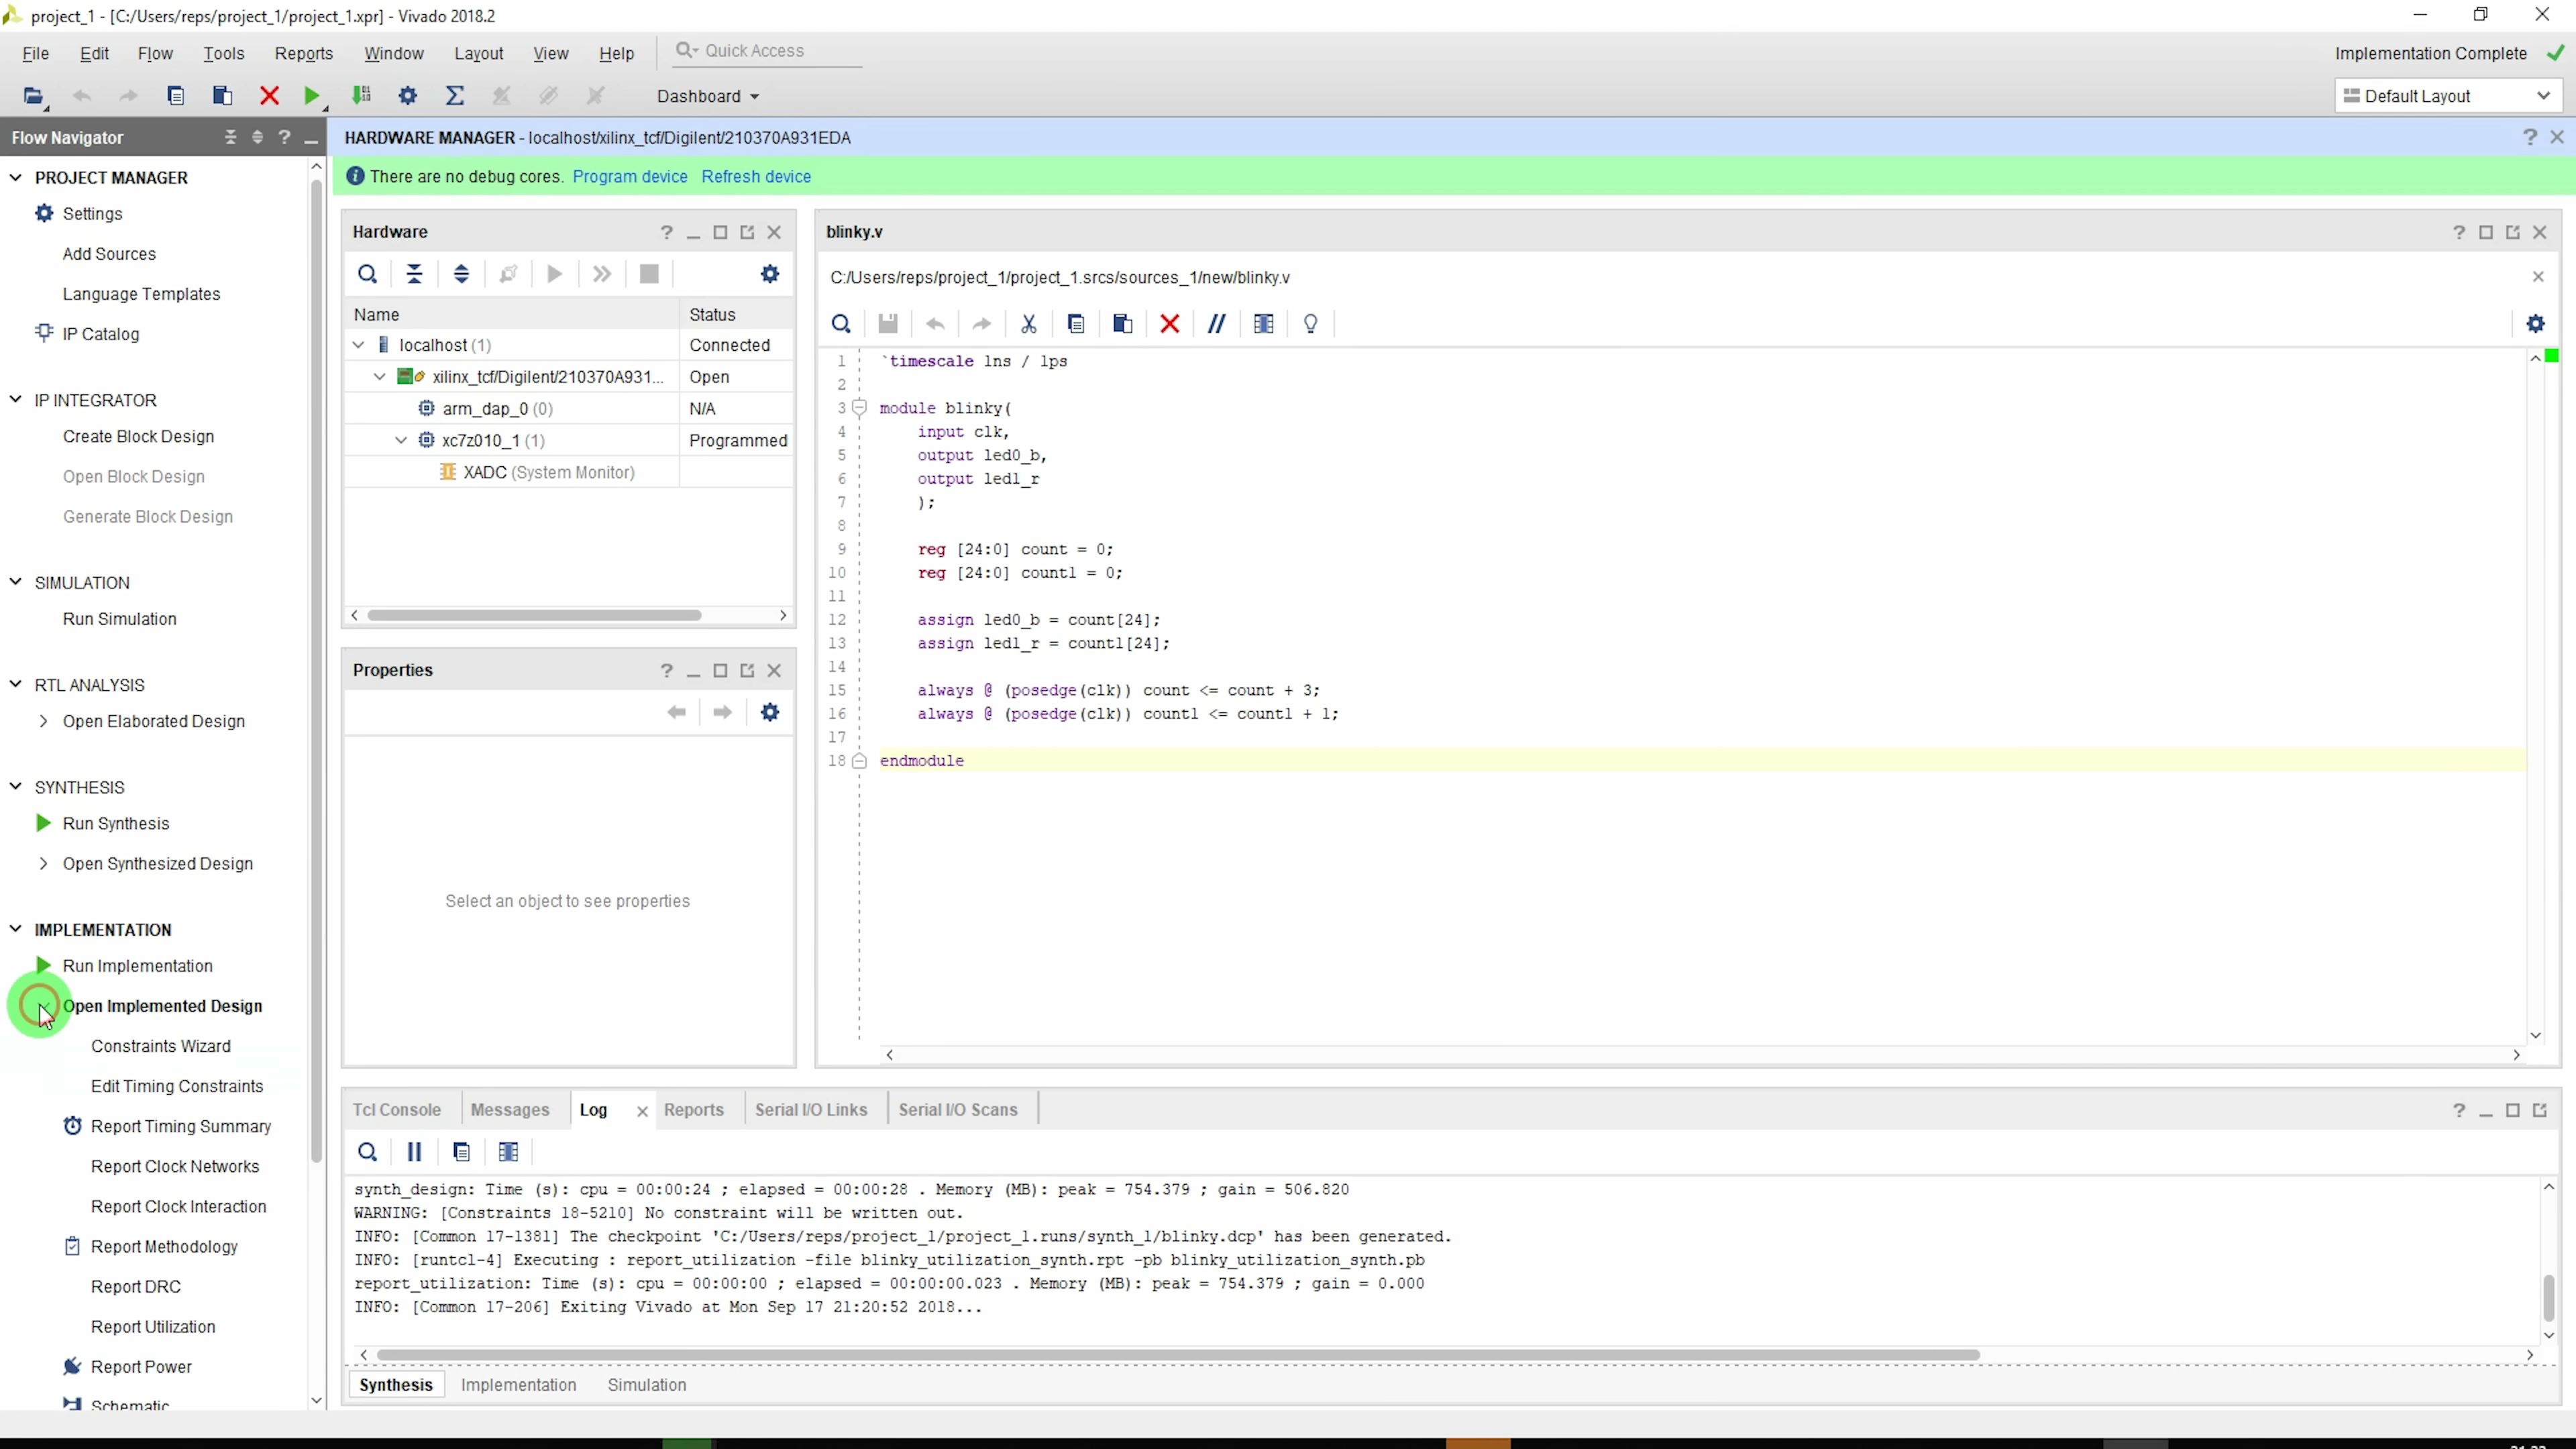 project_1 - [C:/Users/reps/project_1/project_1.xpr] - Vivado 2018.2
File Edit Flow Tools Reports Window Layout View Help Quick Access
Implementation Complete
Dashboard
Default Layout
Flow Navigator
HARDWARE MANAGER - localhost/xilinx_tcf/Digilent/210370A931EDA
There are no debug cores. Program device Refresh device
PROJECT MANAGER
Settings
Add Sources
Language Templates
IP Catalog
IP INTEGRATOR
Create Block Design
Open Block Design
Generate Block Design
SIMULATION
Run Simulation
RTL ANALYSIS
Open Elaborated Design
SYNTHESIS
Run Synthesis
Open Synthesized Design
IMPLEMENTATION
Run Implementation
Open Implemented Design
Constraints Wizard
Edit Timing Constraints
Report Timing Summary
Report Clock Networks
Report Clock Interaction
Report Methodology
Report DRC
Report Utilization
Report Power
Schematic
Hardware
Name Status
localhost (1) Connected
xilinx_tcf/Digilent/210370A931... Open
arm_dap_0 (0) N/A
xc7z010_1 (1) Programmed
XADC (System Monitor)
Properties
Select an object to see properties
blinky.v
C:/Users/reps/project_1/project_1.srcs/sources_1/new/blinky.v
1 `timescale 1ns / 1ps
2
3 module blinky(
4 input clk,
5 output led0_b,
6 output led1_r
7 );
8
9 reg [24:0] count = 0;
10 reg [24:0] count1 = 0;
11
12 assign led0_b = count[24];
13 assign led1_r = count1[24];
14
15 always @ (posedge(clk)) count <= count + 3;
16 always @ (posedge(clk)) count1 <= count1 + 1;
17
18 endmodule
Tcl Console Messages Log Reports Serial I/O Links Serial I/O Scans
synth_design: Time (s): cpu = 00:00:24 ; elapsed = 00:00:28 . Memory (MB): peak = 754.379 ; gain = 506.820
WARNING: [Constraints 18-5210] No constraint will be written out.
INFO: [Common 17-1381] The checkpoint 'C:/Users/reps/project_1/project_1.runs/synth_1/blinky.dcp' has been generated.
INFO: [runtcl-4] Executing : report_utilization -file blinky_utilization_synth.rpt -pb blinky_utilization_synth.pb
report_utilization: Time (s): cpu = 00:00:00 ; elapsed = 00:00:00.023 . Memory (MB): peak = 754.379 ; gain = 0.000
INFO: [Common 17-206] Exiting Vivado at Mon Sep 17 21:20:52 2018...
Synthesis Implementation Simulation